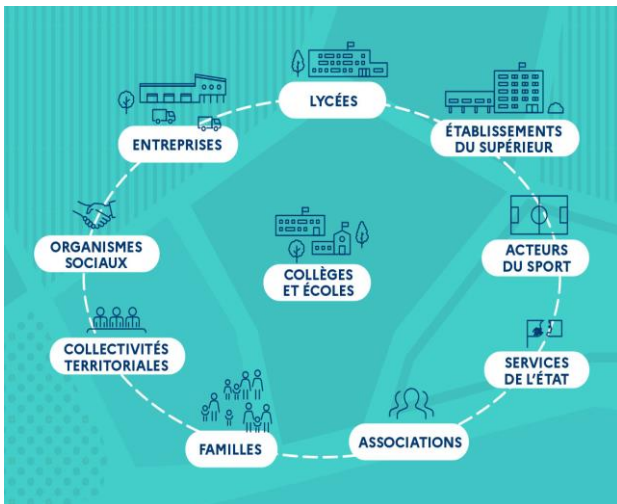 LYCÉES
ENTREPRISES
ÉTABLISSEMENTS
DU SUPÉRIEUR
ORGANISMES
SOCIAUX
COLLÈGES
ET ÉCOLES
ACTEURS
DU SPORT
COLLECTIVITÉS
TERRITORIALES
SERVICES
DE L'ÉTAT
FAMILLES
ASSOCIATIONS